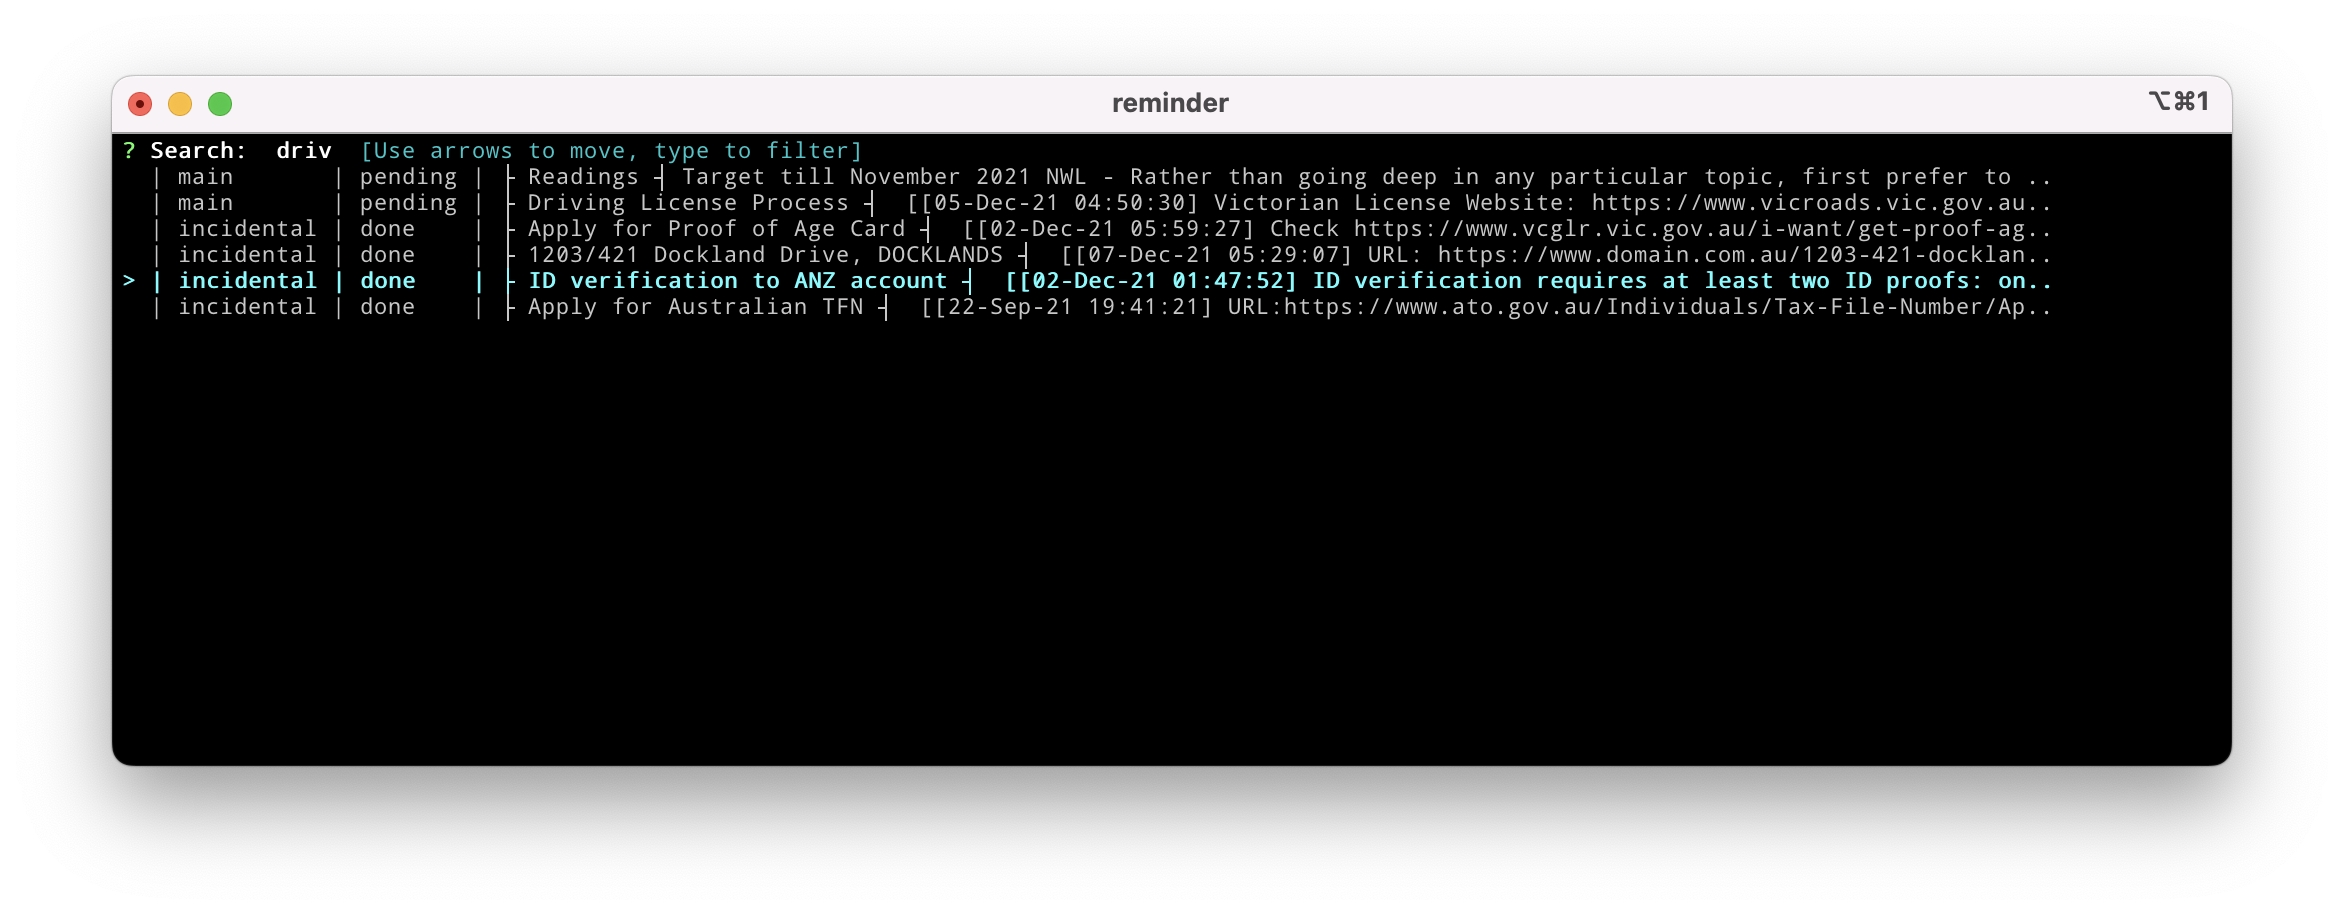 reminder ⌥⌘1
? Search:  driv  [Use arrows to move, type to filter]
  | main       | pending | ├ Readings ┤ Target till November 2021 NWL - Rather than going deep in any particular topic, first prefer to ..
  | main       | pending | ├ Driving License Process ┤  [[05-Dec-21 04:50:30] Victorian License Website: https://www.vicroads.vic.gov.au..
  | incidental | done    | ├ Apply for Proof of Age Card ┤  [[02-Dec-21 05:59:27] Check https://www.vcglr.vic.gov.au/i-want/get-proof-ag..
  | incidental | done    | ├ 1203/421 Dockland Drive, DOCKLANDS ┤  [[07-Dec-21 05:29:07] URL: https://www.domain.com.au/1203-421-docklan..
> | incidental | done    | ├ ID verification to ANZ account ┤  [[02-Dec-21 01:47:52] ID verification requires at least two ID proofs: on..
  | incidental | done    | ├ Apply for Australian TFN ┤  [[22-Sep-21 19:41:21] URL:https://www.ato.gov.au/Individuals/Tax-File-Number/Ap..